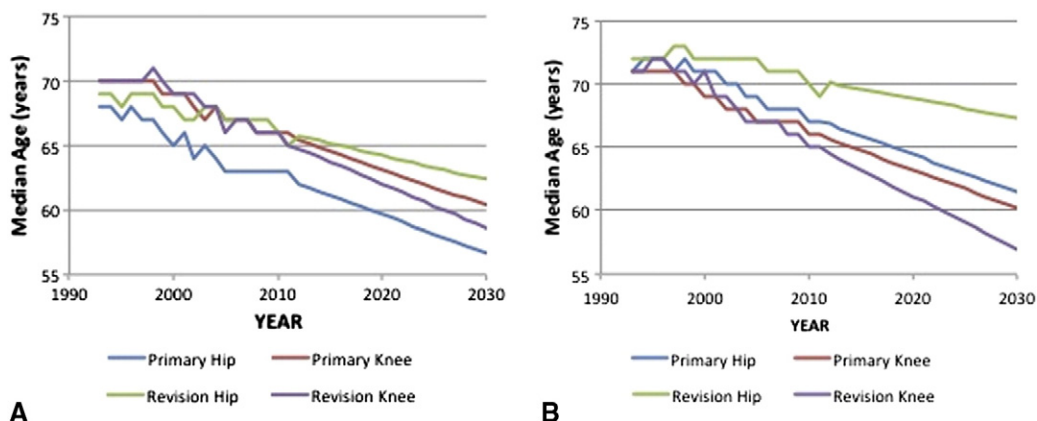 75
70
65
60
55
Median Age (years)
1990 2000 2010 2020 2030
YEAR
Primary Hip Primary Knee
Revision Hip Revision Knee
A
75
70
65
60
55
Median Age (years)
1990 2000 2010 2020 2030
YEAR
Primary Hip Primary Knee
Revision Hip Revision Knee
B